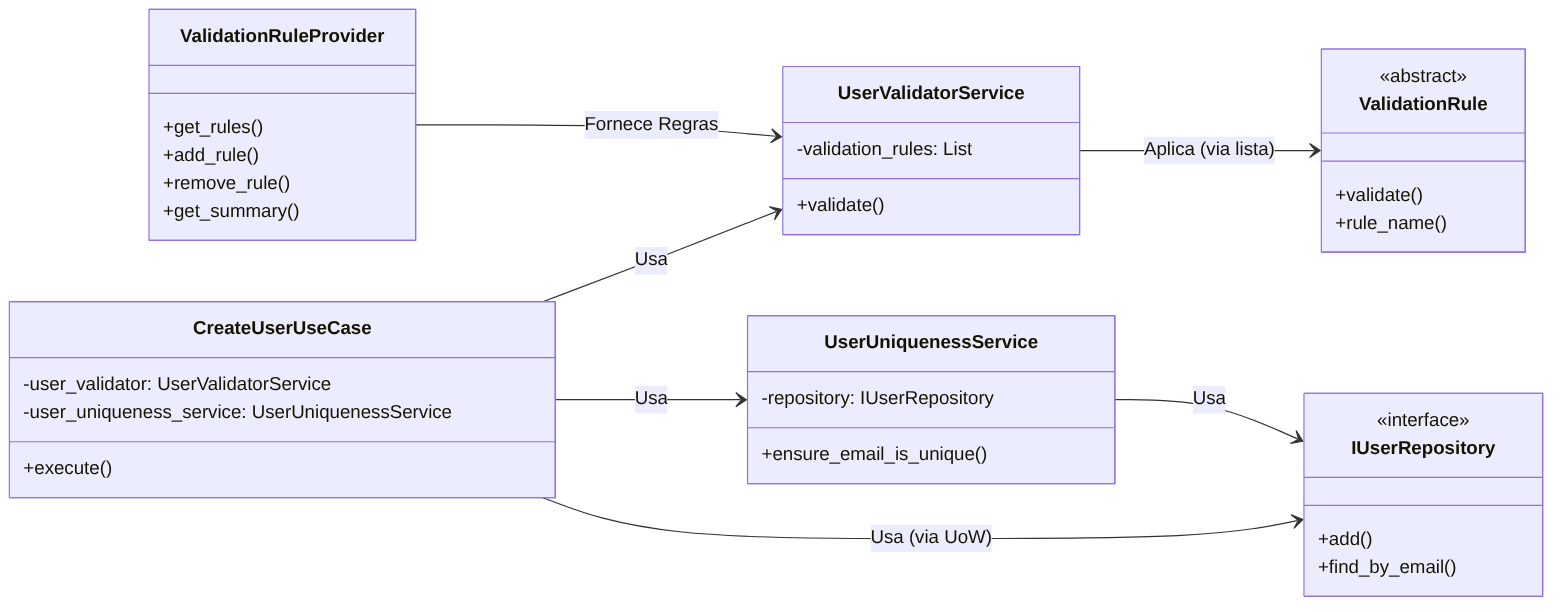 ValidationRuleProvider
+get_rules()
+add_rule()
+remove_rule()
+get_summary()
Fornece Regras
UserValidatorService
-validation_rules: List
+validate()
Aplica (via lista)
«abstract»
ValidationRule
+validate()
+rule_name()
Usa
CreateUserUseCase
-user_validator: UserValidatorService
-user_uniqueness_service: UserUniquenessService
+execute()
Usa
UserUniquenessService
-repository: IUserRepository
+ensure_email_is_unique()
Usa
«interface»
IUserRepository
+add()
+find_by_email()
Usa (via UoW)